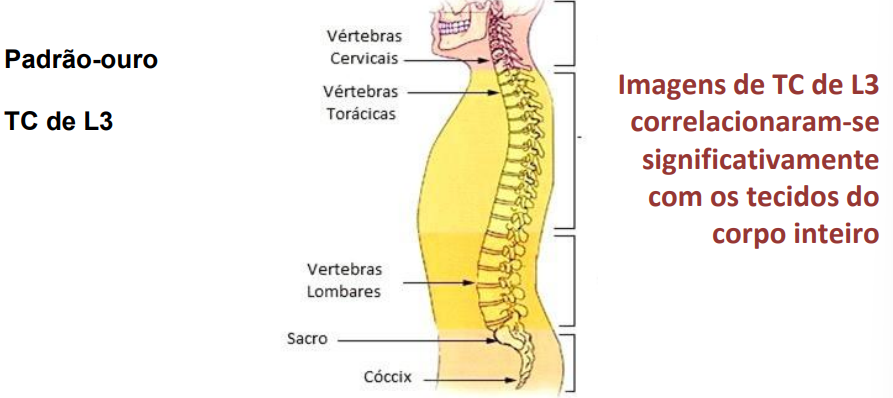 Padrão-ouro
TC de L3
Vértebras
Cervicais
Vértebras
Torácicas
Vertebras
Lombares
Sacro
Cóccix
Imagens de TC de L3
correlacionaram-se
significativamente
com os tecidos do
corpo inteiro